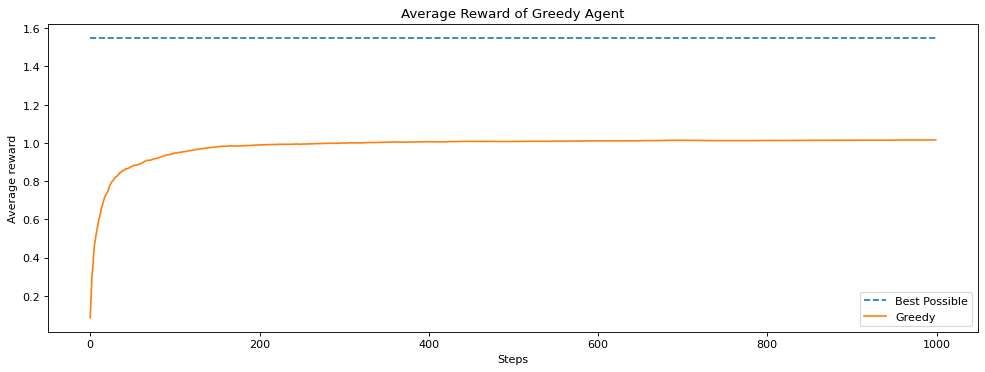 Average Reward of Greedy Agent
Average reward
1.6
1.4
1.2
1.0
0.8
0.6
0.4
0.2
0
200
400
600
800
1000
Steps
Best Possible
Greedy